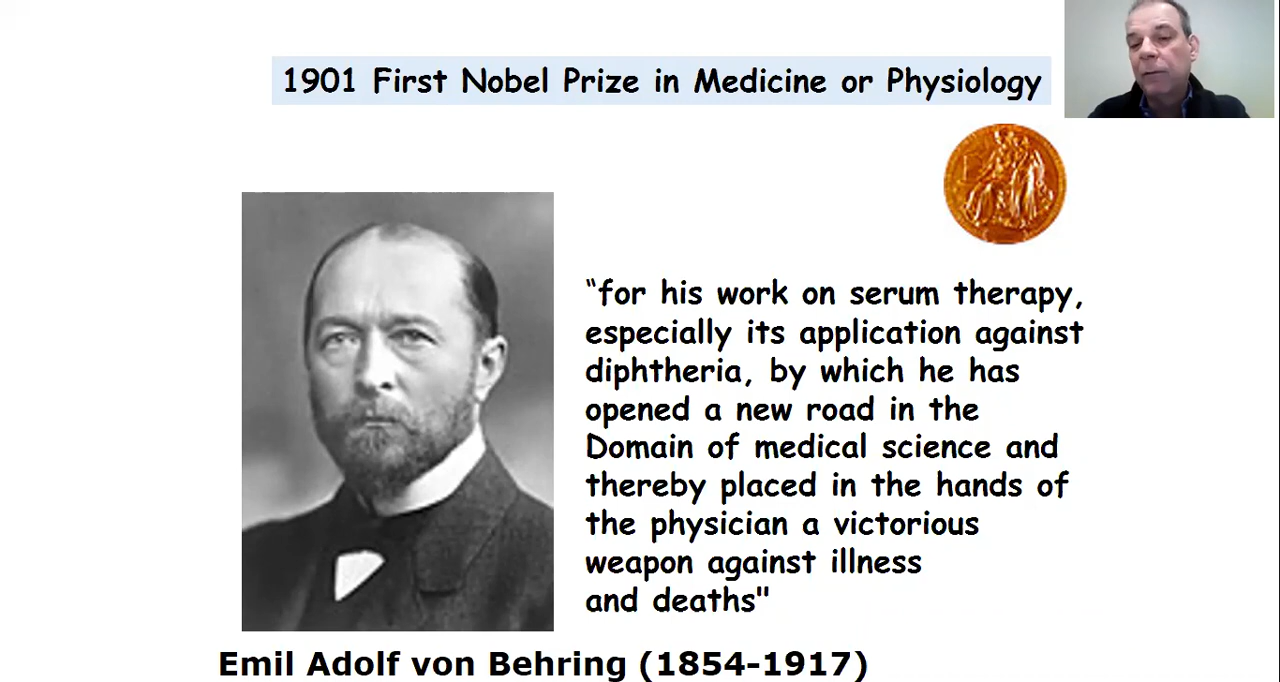 1901 First Nobel Prize in Medicine or Physiology
“for his work on serum therapy,
especially its application against
diphtheria, by which he has
opened a new road in the
Domain of medical science and
thereby placed in the hands of
the physician a victorious
weapon against illness
and deaths"
Emil Adolf von Behring (1854-1917)